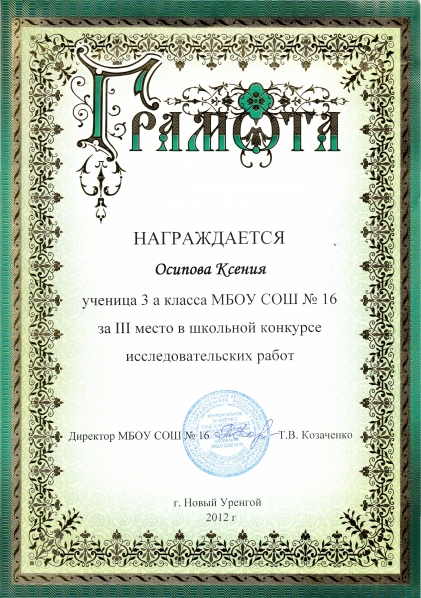 Грамота
НАГРАЖДАЕТСЯ
Осипова Ксения
ученица 3 а класса МБОУ СОШ № 16
за III место в школьной конкурсе
исследовательских работ
Директор МБОУ СОШ № 16 Т.В. Козаченко
г. Новый Уренгой
2012 г